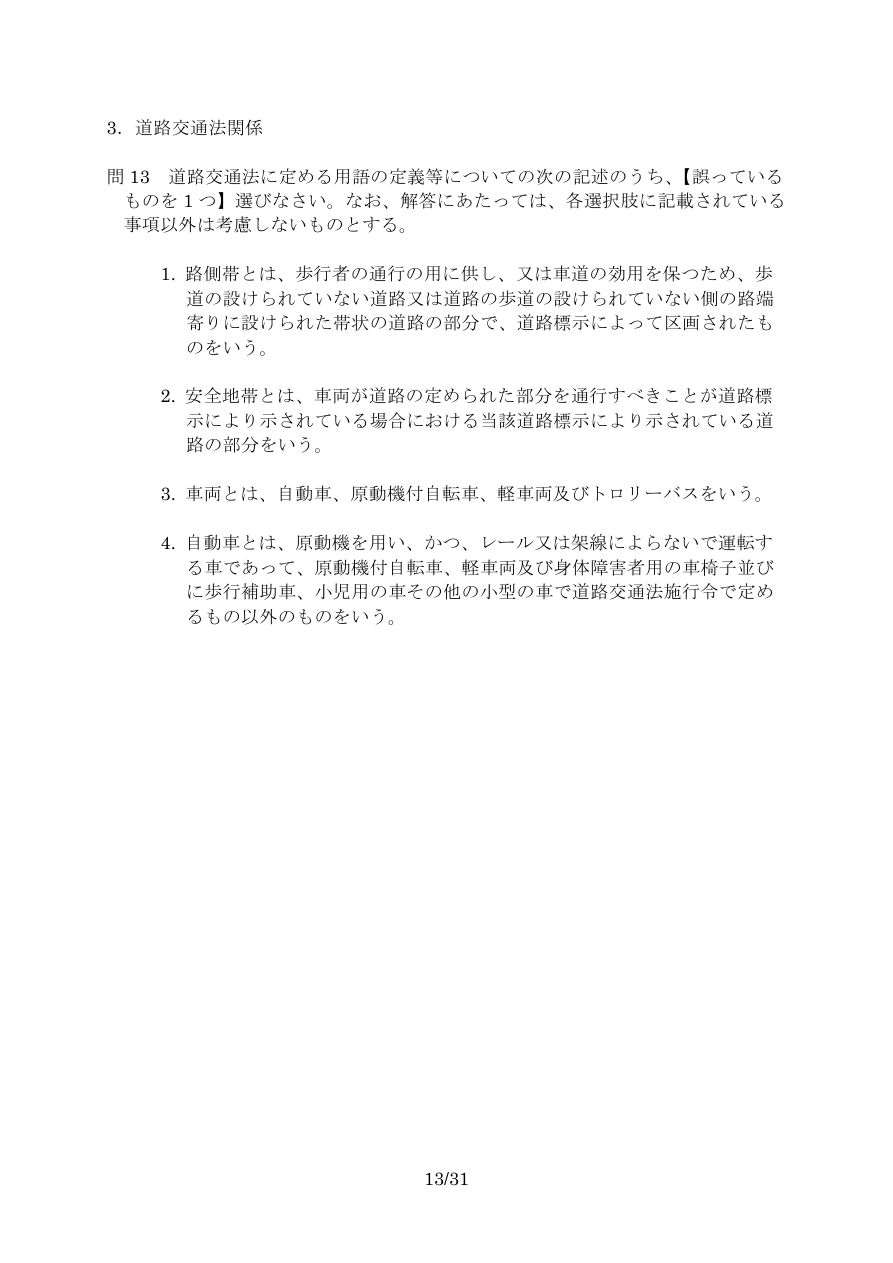 3．道路交通法関係
問 13　道路交通法に定める用語の定義等についての次の記述のうち、【誤っている
ものを 1 つ】選びなさい。なお、解答にあたっては、各選択肢に記載されている
事項以外は考慮しないものとする。
1. 路側帯とは、歩行者の通行の用に供し、又は車道の効用を保つため、歩
道の設けられていない道路又は道路の歩道の設けられていない側の路端
寄りに設けられた帯状の道路の部分で、道路標示によって区画されたも
のをいう。
2. 安全地帯とは、車両が道路の定められた部分を通行すべきことが道路標
示により示されている場合における当該道路標示により示されている道
路の部分をいう。
3. 車両とは、自動車、原動機付自転車、軽車両及びトロリーバスをいう。
4. 自動車とは、原動機を用い、かつ、レール又は架線によらないで運転す
る車であって、原動機付自転車、軽車両及び身体障害者用の車椅子並び
に歩行補助車、小児用の車その他の小型の車で道路交通法施行令で定め
るもの以外のものをいう。
13/31